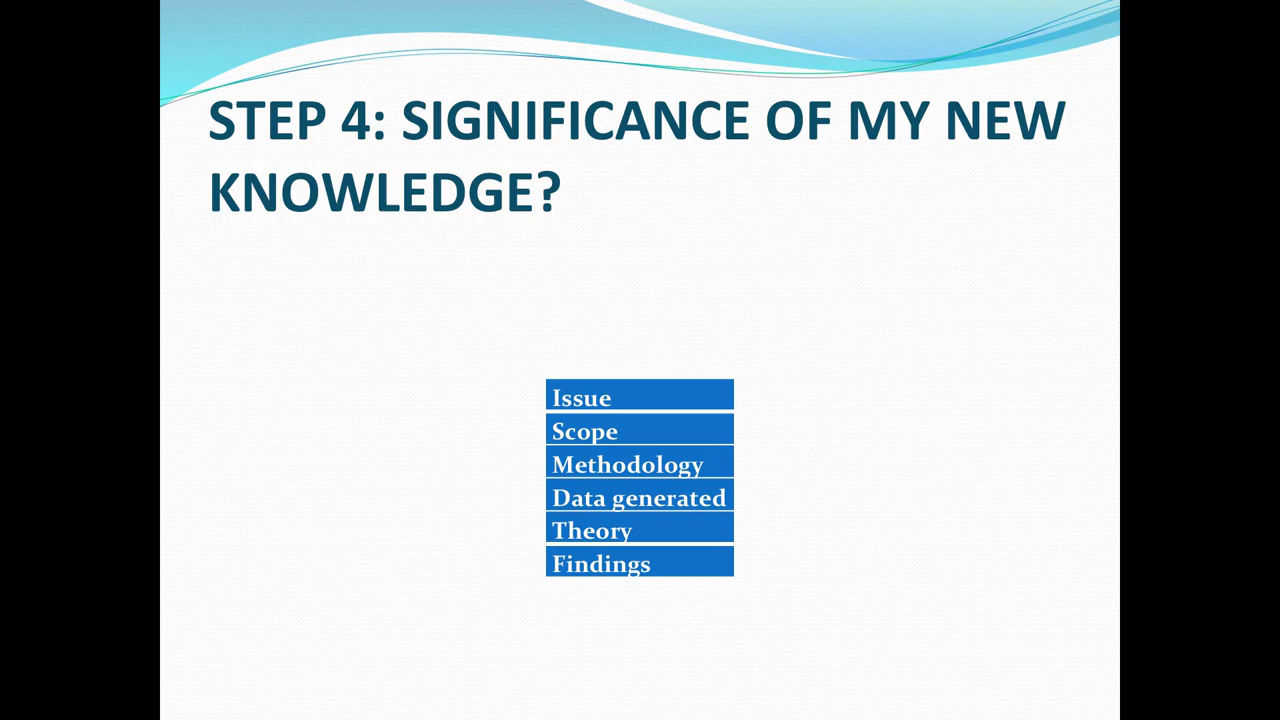 STEP 4: SIGNIFICANCE OF MY NEW
KNOWLEDGE?
Issue
Scope
Methodology
Data generated
Theory
Findings